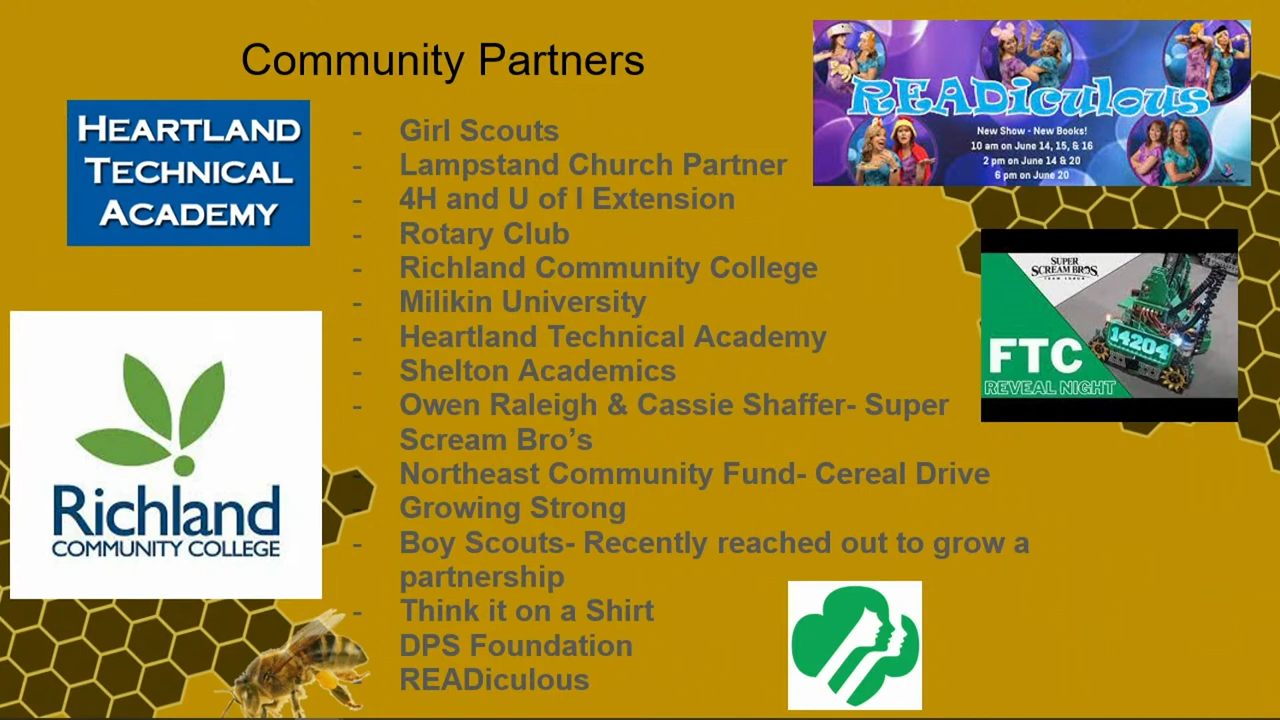 Community Partners
HEARTLAND
TECHNICAL
ACADEMY
- Girl Scouts
- Lampstand Church Partner
- 4H and U of I Extension
- Rotary Club
- Richland Community College
- Milikin University
- Heartland Technical Academy
- Shelton Academics
- Owen Raleigh & Cassie Shaffer- Super
Scream Bro's
- Northeast Community Fund- Cereal Drive
- Growing Strong
- Boy Scouts- Recently reached out to grow a
partnership
- Think it on a Shirt
DPS Foundation
READiculous
READiculous
New Show - New Books!
10 am on June 14, 15, & 16
2 pm on June 14 & 20
6 pm on June 20
SUPER
SCREAM BROS.
14204
FTC
REVEAL NIGHT
Richland
COMMUNITY COLLEGE